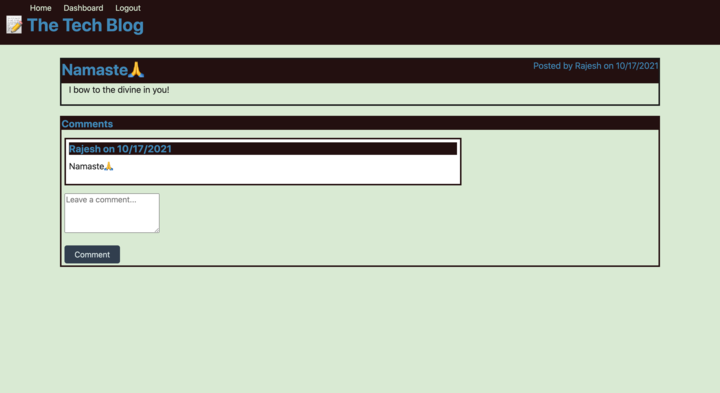 Home Dashboard Logout
📝 The Tech Blog
Namaste🙏 Posted by Rajesh on 10/17/2021
I bow to the divine in you!
Comments
Rajesh on 10/17/2021
Namaste🙏
Leave a comment...
Comment